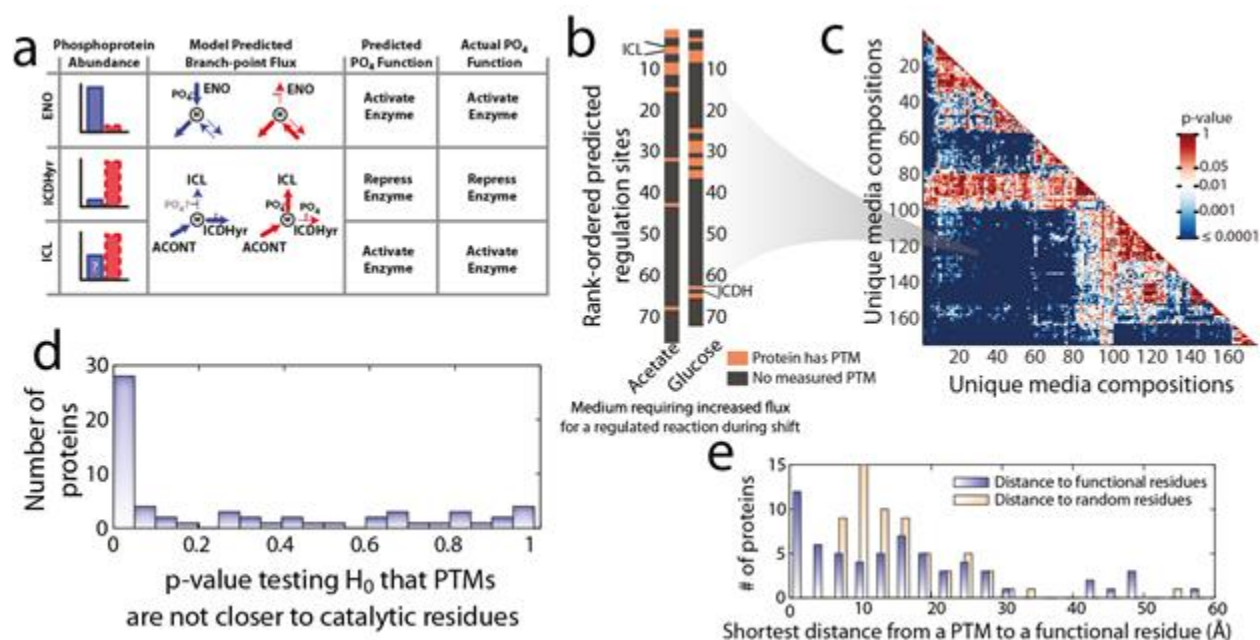 a
Phosphoprotein Abundance
Model Predicted Branch-point Flux
Predicted PO4 Function
Actual PO4 Function
ENO
PO4
ENO
ENO
Activate Enzyme
Activate Enzyme
ICDHyr
ICL
ICL
Repress Enzyme
Repress Enzyme
PO4
PO4
PO4
ICDHyr
ICDHyr
ACONT
ACONT
ICL
?
Activate Enzyme
Activate Enzyme
b
Rank-ordered predicted regulation sites
ICL
10
20
30
40
50
60
70
10
20
30
40
50
60
70
ICDH
Acetate
Glucose
Protein has PTM
No measured PTM
Medium requiring increased flux
for a regulated reaction during shift
c
Unique media compositions
20
40
60
80
100
120
140
160
20
40
60
80
100
120
140
160
Unique media compositions
p-value
1
0.05
0.01
0.001
≤ 0.0001
d
Number of proteins
30
20
10
0
0
0.2
0.4
0.6
0.8
1
p-value testing H0 that PTMs
are not closer to catalytic residues
e
# of proteins
15
10
5
0
Distance to functional residues
Distance to random residues
0
10
20
30
40
50
60
Shortest distance from a PTM to a functional residue (Å)